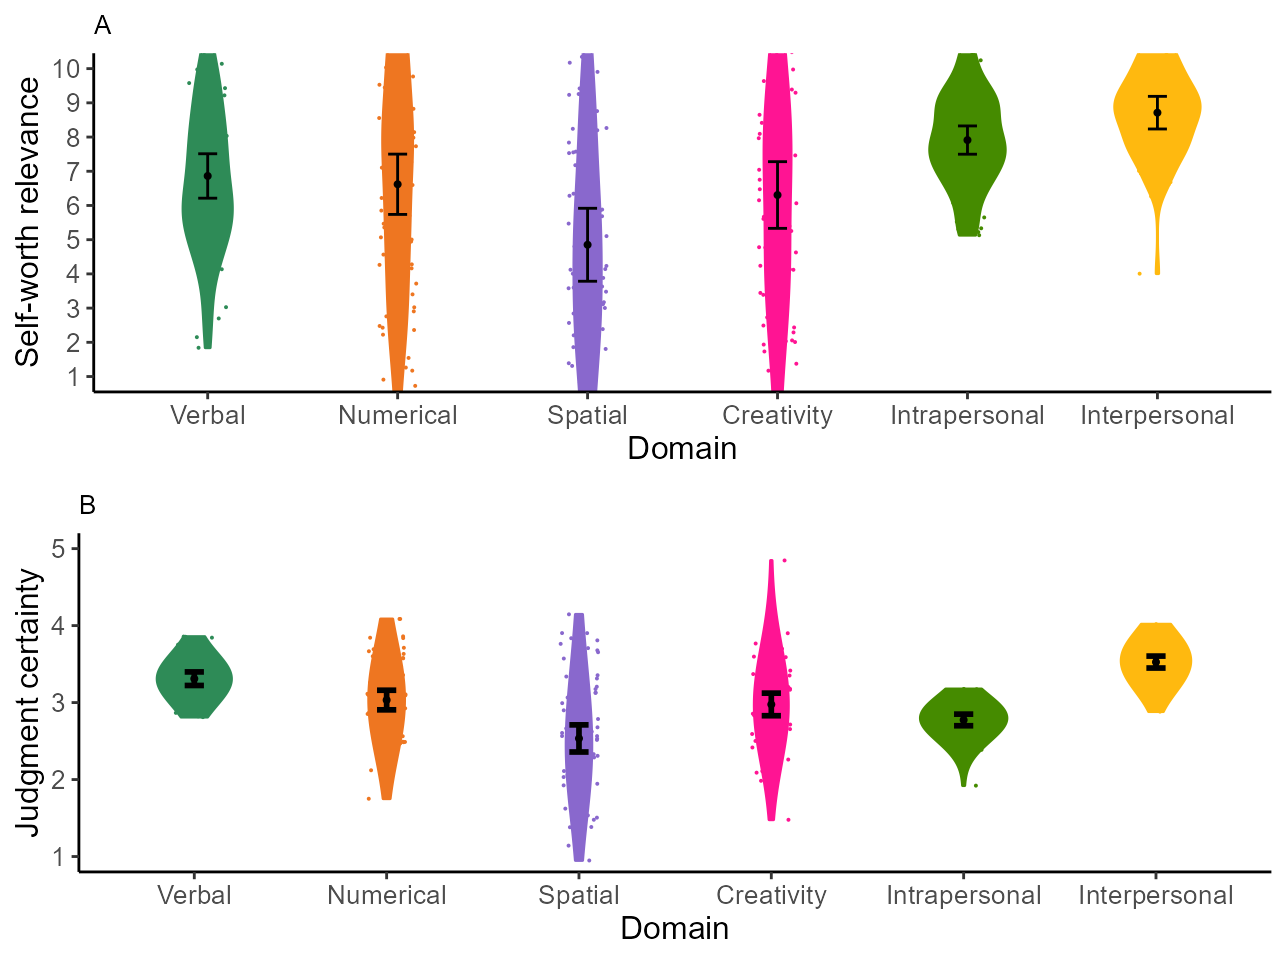 A
Self-worth relevance
10
9
8
7
6
5
4
3
2
1
Verbal Numerical Spatial Creativity Intrapersonal Interpersonal
Domain
B
Judgment certainty
5
4
3
2
1
Verbal Numerical Spatial Creativity Intrapersonal Interpersonal
Domain